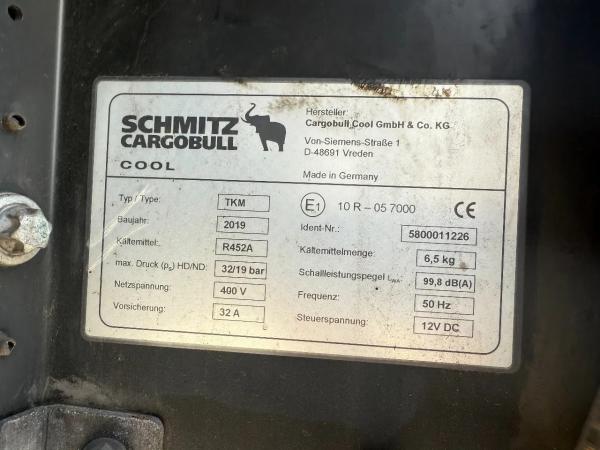 SCHMITZ
CARGOBULL
COOL
Hersteller:
Cargobull Cool GmbH & Co. KG
Von-Siemens-Straße 1
D-48691 Vreden
Made in Germany
Typ / Type: TKM
E1 10 R – 05 7000 CE
Baujahr: 2019
Ident-Nr.: 5800011226
Kältemittel: R452A
Kältemittelmenge: 6,5 kg
max. Druck (ps) HD/ND: 32/19 bar
Schallleistungspegel LWA: 99,8 dB(A)
Netzspannung: 400 V
Frequenz: 50 Hz
Vorsicherung: 32 A
Steuerspannung: 12V DC